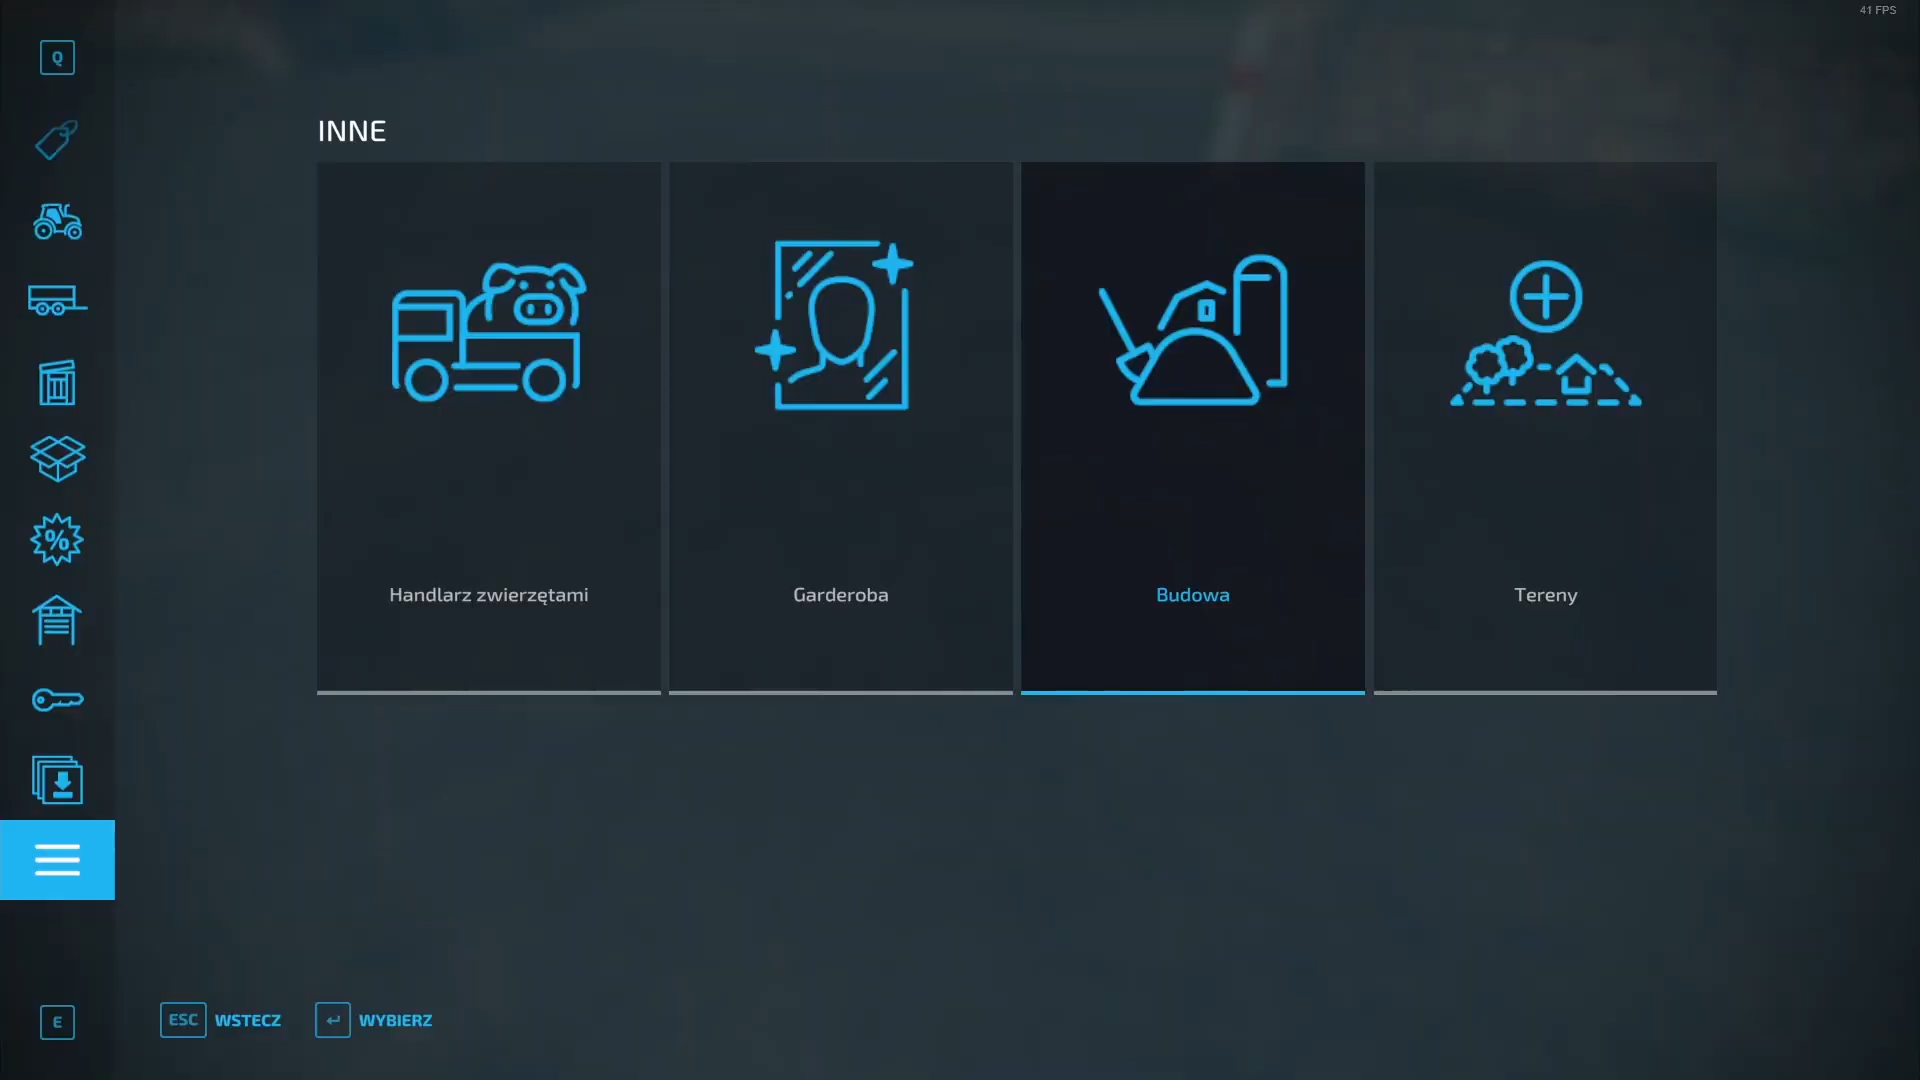 41 FPS
Q
INNE
%
Handlarz zwierzętami
Garderoba
Budowa
Tereny
E
ESC WSTECZ
WYBIERZ